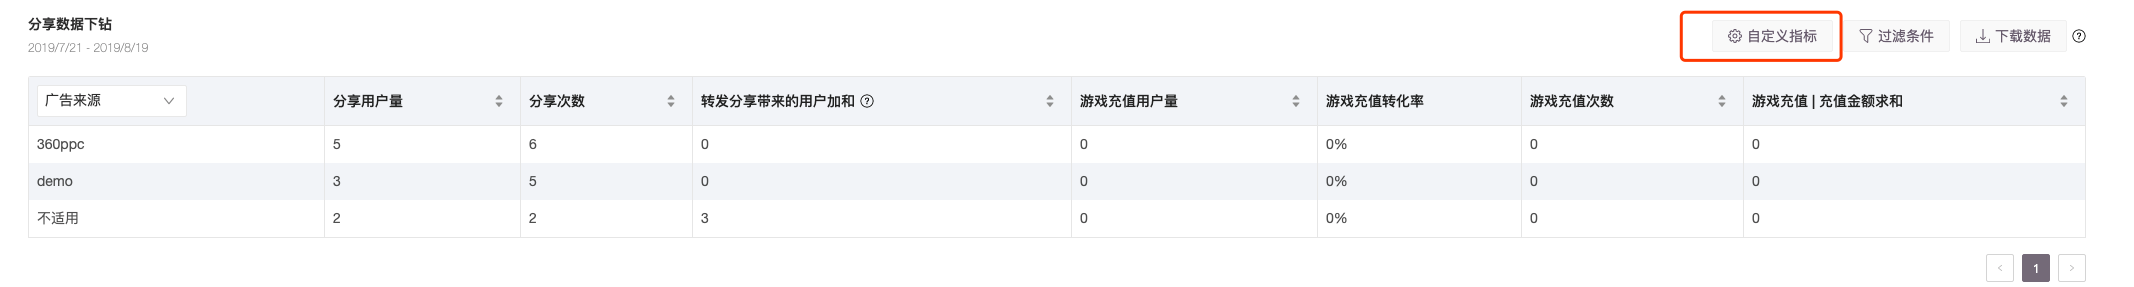 分享数据下钻
2019/7/21 - 2019/8/19
自定义指标 过滤条件 下载数据
广告来源 分享用户量 分享次数 转发分享带来的用户加和 游戏充值用户量 游戏充值转化率 游戏充值次数 游戏充值 | 充值金额求和
360ppc 5 6 0 0 0% 0 0
demo 3 5 0 0 0% 0 0
不适用 2 2 3 0 0% 0 0
< 1 >